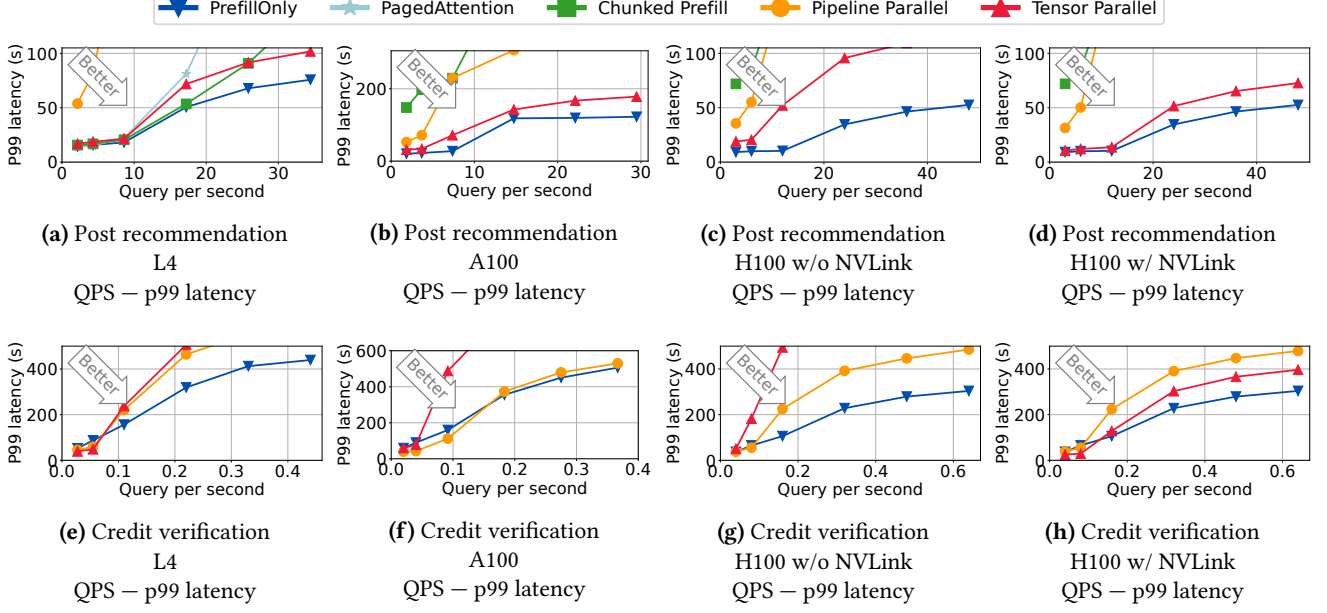 PrefillOnly PagedAttention Chunked Prefill Pipeline Parallel Tensor Parallel
P99 latency (s)
100
50
0
Better
0 10 20 30
Query per second
(a) Post recommendation
L4
QPS — p99 latency
P99 latency (s)
200
0
Better
0 10 20 30
Query per second
(b) Post recommendation
A100
QPS — p99 latency
P99 latency (s)
100
50
0
Better
0 20 40
Query per second
(c) Post recommendation
H100 w/o NVLink
QPS — p99 latency
P99 latency (s)
100
50
0
Better
0 20 40
Query per second
(d) Post recommendation
H100 w/ NVLink
QPS — p99 latency
P99 latency (s)
400
200
0
Better
0.0 0.1 0.2 0.3 0.4
Query per second
(e) Credit verification
L4
QPS — p99 latency
P99 latency (s)
600
400
200
0
Better
0.0 0.1 0.2 0.3 0.4
Query per second
(f) Credit verification
A100
QPS — p99 latency
P99 latency (s)
400
200
0
Better
0.0 0.2 0.4 0.6
Query per second
(g) Credit verification
H100 w/o NVLink
QPS — p99 latency
P99 latency (s)
400
200
0
Better
0.0 0.2 0.4 0.6
Query per second
(h) Credit verification
H100 w/ NVLink
QPS — p99 latency